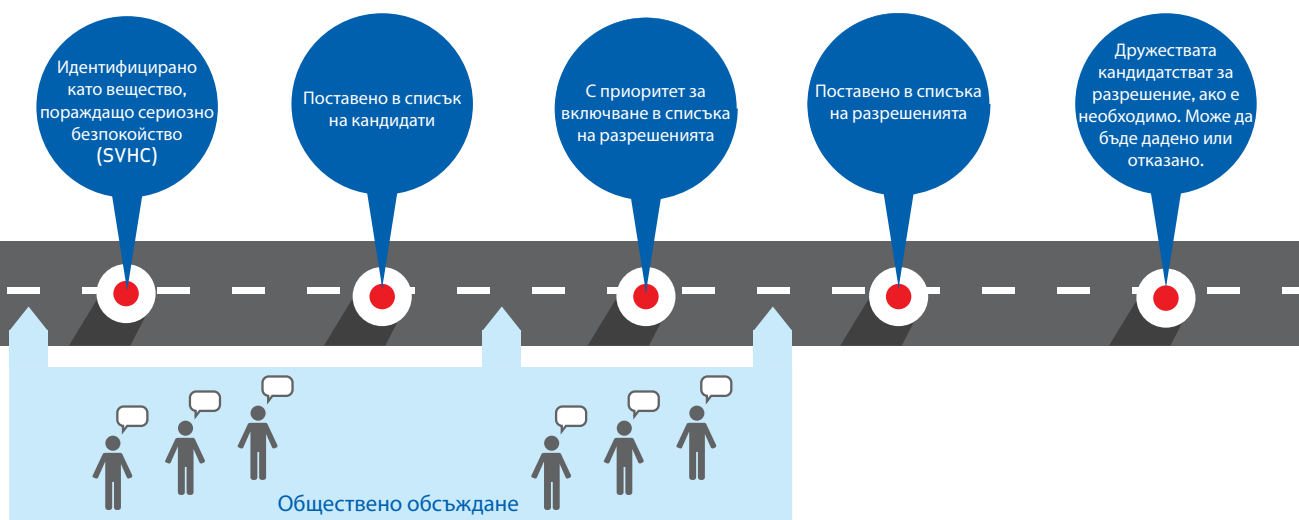 Идентифицирано
като вещество,
пораждащо сериозно
безпокойство
(SVHC)
Поставено в списък
на кандидати
С приоритет за
включване в списъка
на разрешенията
Поставено в списъка
на разрешенията
Дружествата
кандидатстват за
разрешение, ако е
необходимо. Може да
бъде дадено или
отказано.
Обществено обсъждане